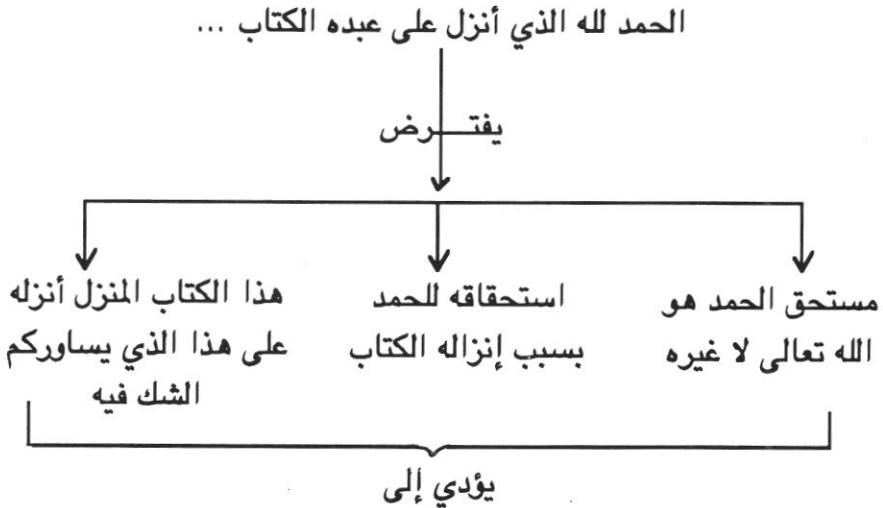 الحمد لله الذي أنزل على عبده الكتاب ...
يفتـــرض
مستحق الحمد هو
الله تعالى لا غيره
استحقاقه للحمد
بسبب إنزاله الكتاب
هذا الكتاب المنزل أنزله
على هذا الذي يساوركم
الشك فيه
يؤدي إلى